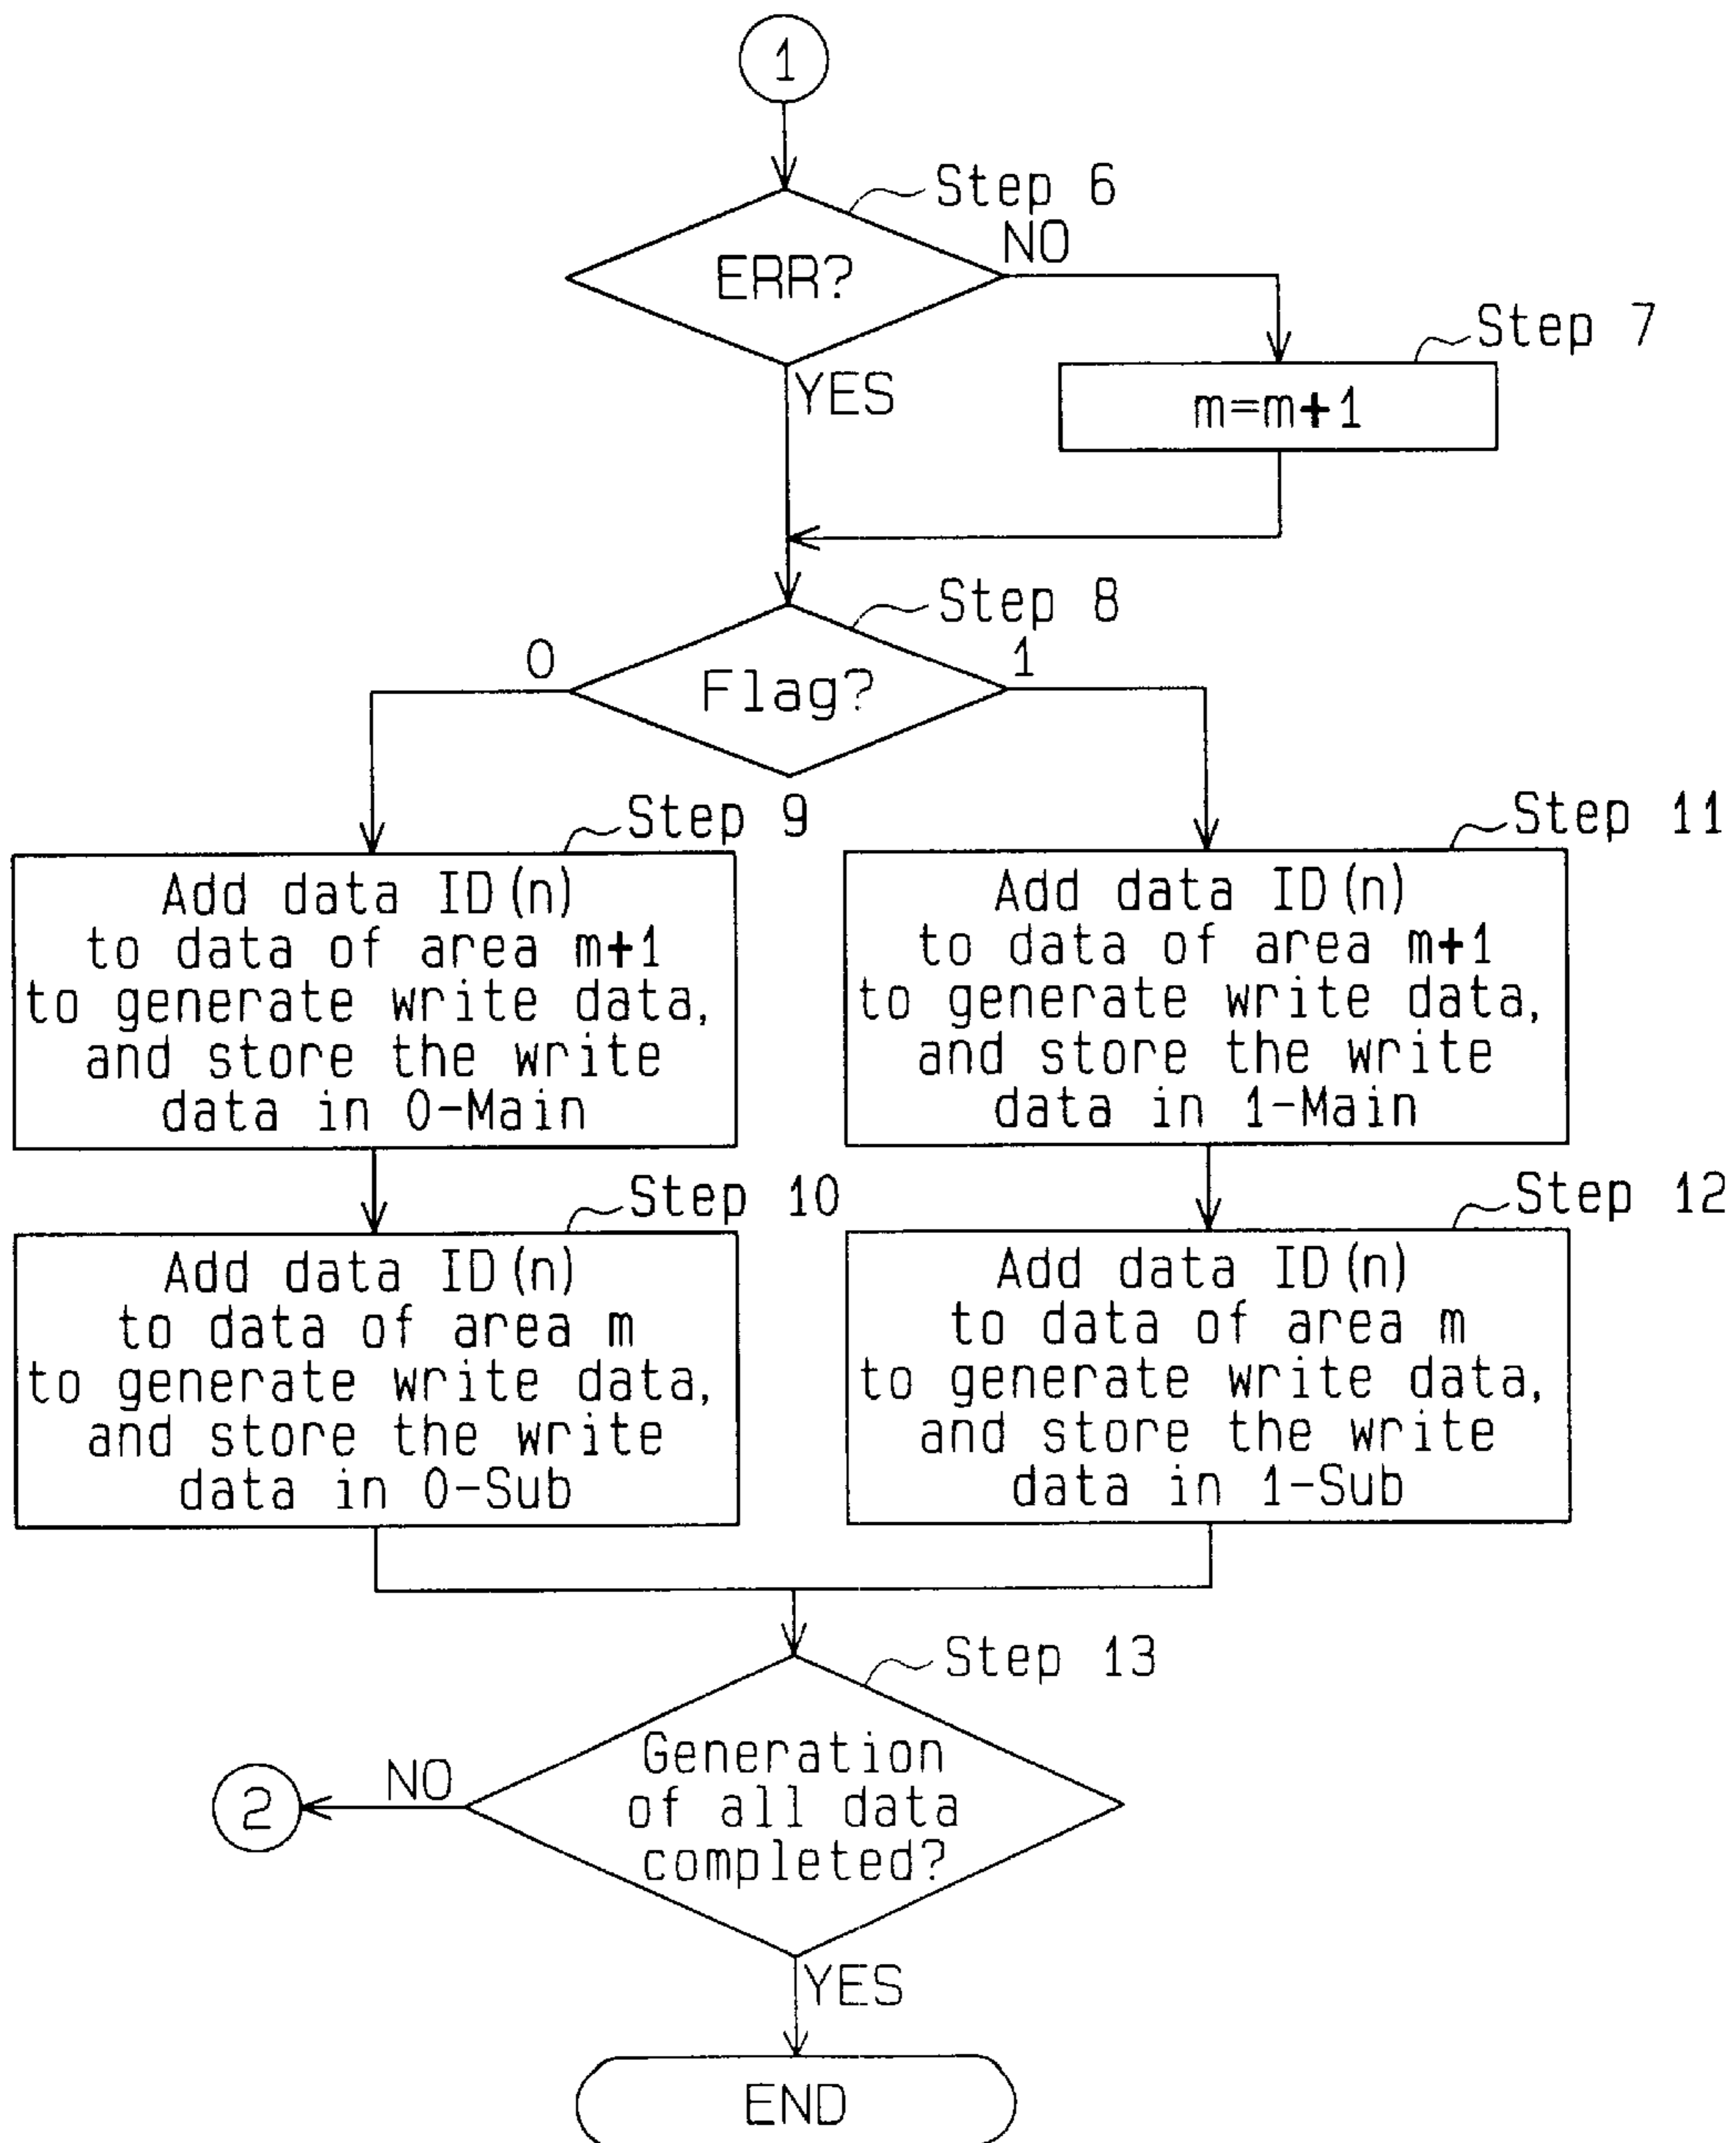 1
Step 6
ERR?
NO
YES
Step 7
m=m+1
Step 8
Flag?
0
1
Step 9
Add data ID(n)
to data of area m+1
to generate write data,
and store the write
data in 0-Main
Step 11
Add data ID(n)
to data of area m+1
to generate write data,
and store the write
data in 1-Main
Step 10
Add data ID(n)
to data of area m
to generate write data,
and store the write
data in 0-Sub
Step 12
Add data ID(n)
to data of area m
to generate write data,
and store the write
data in 1-Sub
Step 13
Generation
of all data
completed?
NO
2
YES
END